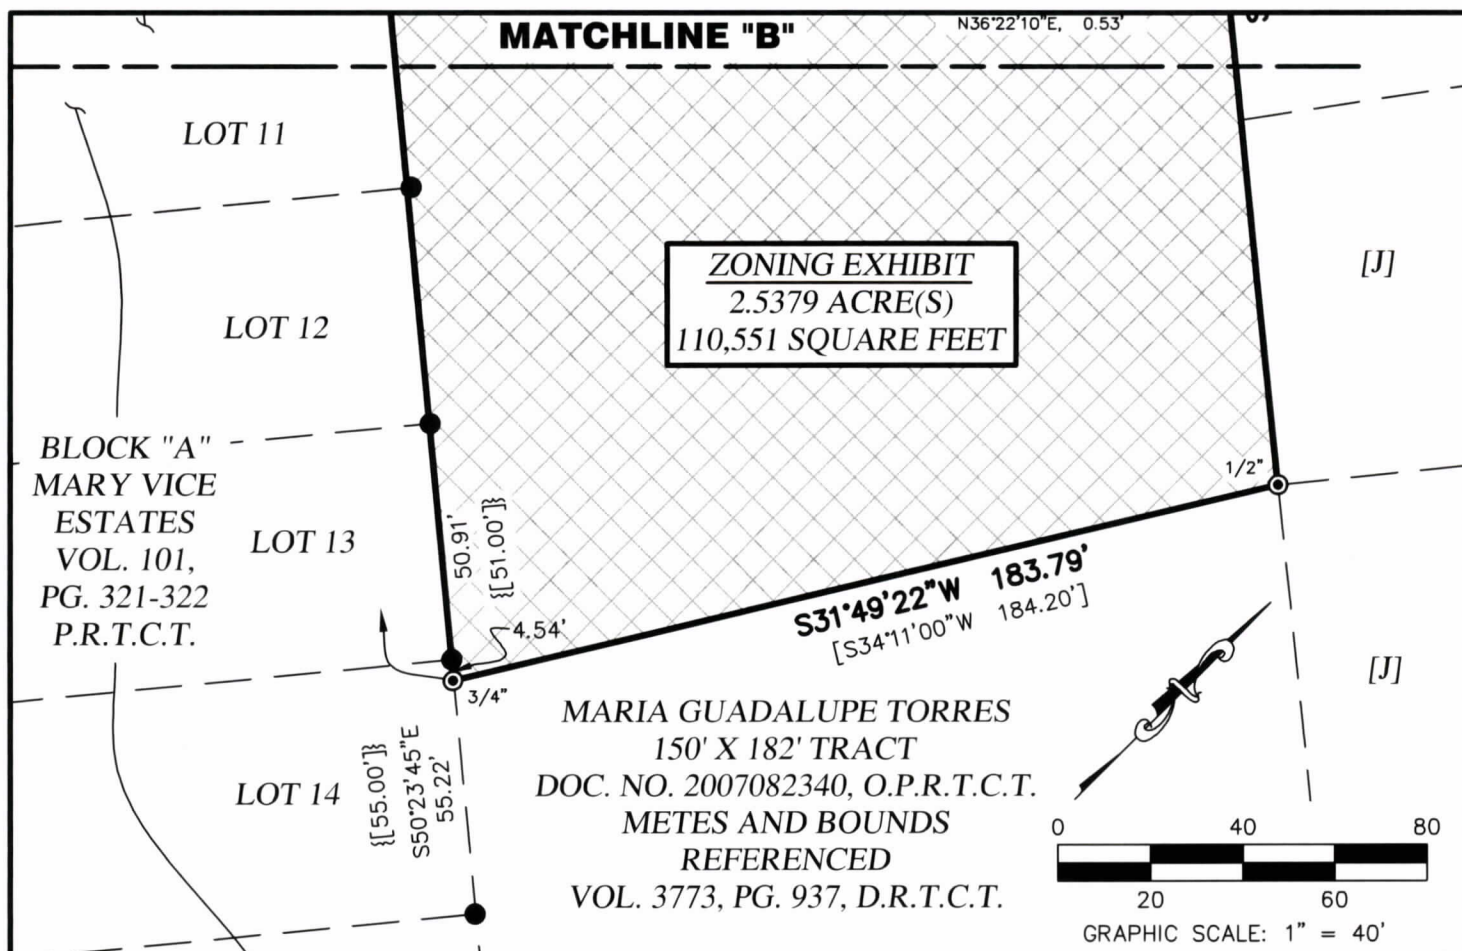 MATCHLINE "B"
N36°22'10"E, 0.53'
LOT 11
ZONING EXHIBIT
2.5379 ACRE(S)
110,551 SQUARE FEET
[J]
LOT 12
BLOCK "A"
MARY VICE
ESTATES
VOL. 101,
PG. 321-322
P.R.T.C.T.
1/2"
LOT 13
50.91'
{[51.00']}
4.54'
3/4"
S31°49'22"W 183.79'
[S34°11'00"W 184.20']
[J]
MARIA GUADALUPE TORRES
150' X 182' TRACT
DOC. NO. 2007082340, O.P.R.T.C.T.
METES AND BOUNDS
REFERENCED
VOL. 3773, PG. 937, D.R.T.C.T.
LOT 14
{[55.00']}
S50°23'45"E
55.22'
0 40 80
20 60
GRAPHIC SCALE: 1" = 40'